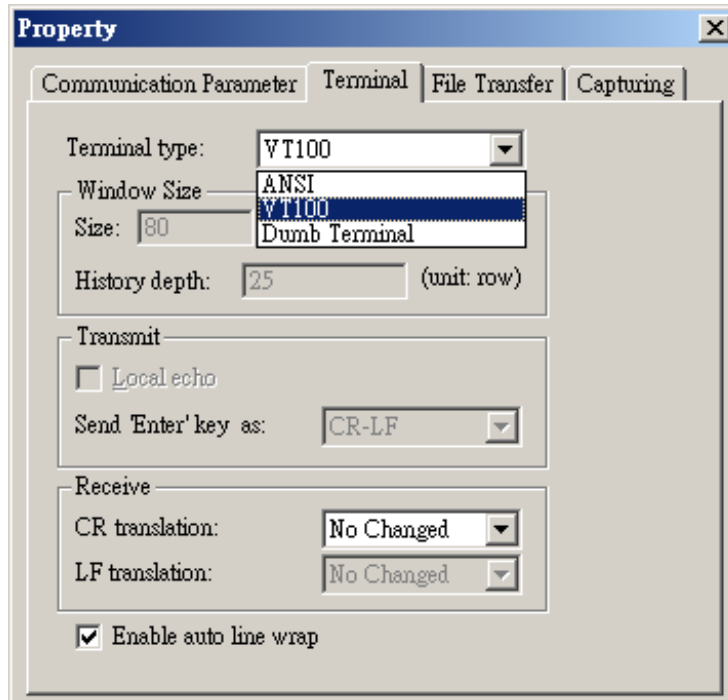 Property
Communication Parameter Terminal File Transfer Capturing
Terminal type: VT100
ANSI
VT100
Dumb Terminal
Window Size
Size: 80
History depth: 25 (unit: row)
Transmit
Local echo
Send 'Enter' key as: CR-LF
Receive
CR translation: No Changed
LF translation: No Changed
Enable auto line wrap